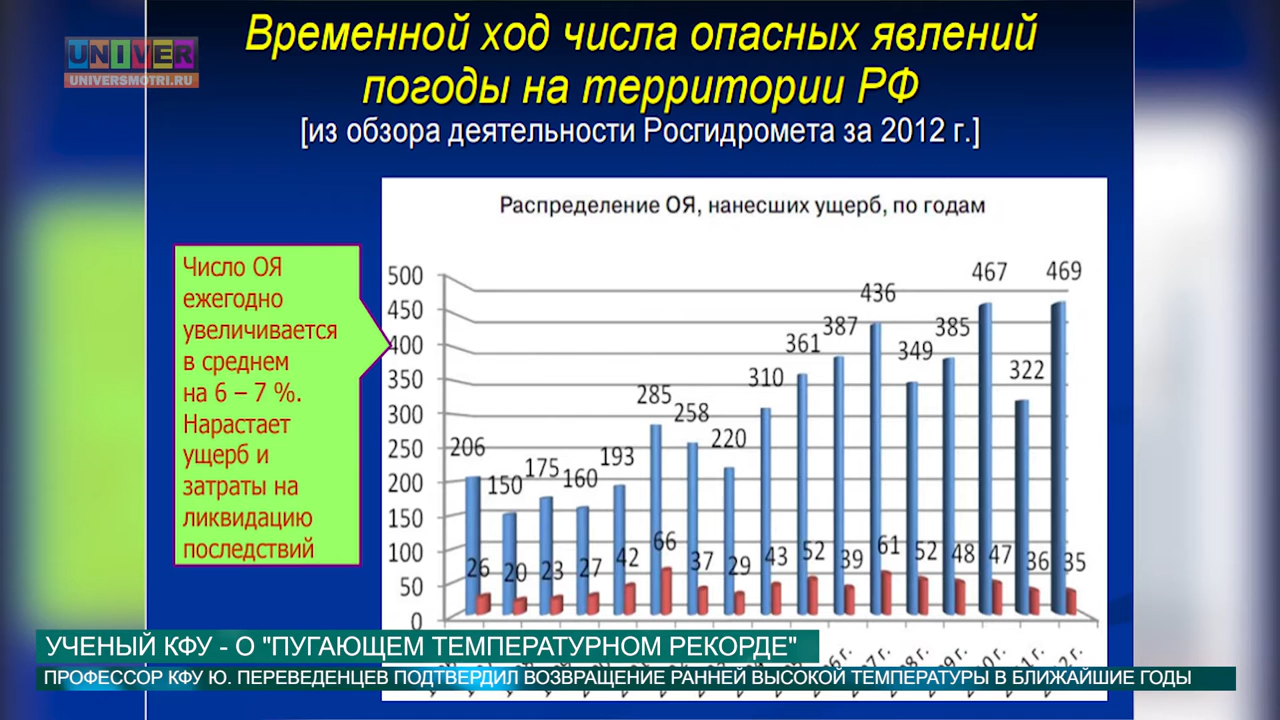 Временной ход числа опасных явлений
погоды на территории РФ
[из обзора деятельности Росгидромета за 2012 г.]
UNIVER
UNIVERSMOTRI.RU
Распределение ОЯ, нанесших ущерб, по годам
Число ОЯ
ежегодно
увеличивается
в среднем
на 6 – 7 %.
Нарастает
ущерб и
затраты на
ликвидацию
последствий
500
450
400
350
300
250
200
150
100
50
0
206
150
175
160
193
285
258
220
310
361
387
436
349
385
467
322
469
26
20
23
27
42
66
37
29
43
52
39
61
52
48
47
36
35
УЧЕНЫЙ КФУ - О "ПУГАЮЩЕМ ТЕМПЕРАТУРНОМ РЕКОРДЕ"
ПРОФЕССОР КФУ Ю. ПЕРЕВЕДЕНЦЕВ ПОДТВЕРДИЛ ВОЗВРАЩЕНИЕ РАННЕЙ ВЫСОКОЙ ТЕМПЕРАТУРЫ В БЛИЖАЙШИЕ ГОДЫ